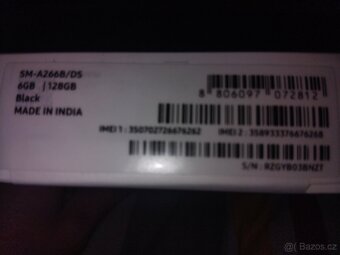 SM-A266B/DS
6GB | 128GB
Black
MADE IN INDIA
8 806097 072812
IMEI 1 : 350702726676262
IMEI 2 : 358933376676268
S/N : RZGYB03BNZT
Bazos.cz